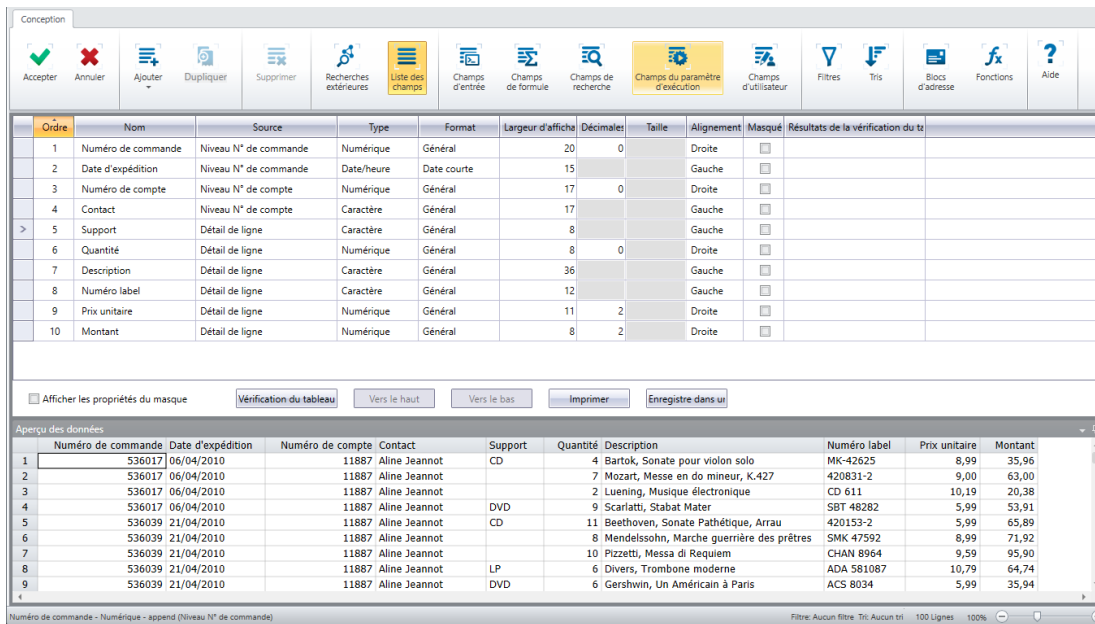 Conception
Accepter Annuler Ajouter Dupliquer Supprimer Recherches extérieures Liste des champs Champs d'entrée Champs de formule Champs de recherche Champs du paramètre d'exécution Champs d'utilisateur Filtres Tris Blocs d'adresse Fonctions Aide
Ordre Nom Source Type Format Largeur d'afficha Décimales Taille Alignement Masqué Résultats de la vérification du ta
1 Numéro de commande Niveau N° de commande Numérique Général 20 0 Droite
2 Date d'expédition Niveau N° de commande Date/heure Date courte 15 Gauche
3 Numéro de compte Niveau N° de compte Numérique Général 17 0 Droite
4 Contact Niveau N° de compte Caractère Général 17 Gauche
> 5 Support Détail de ligne Caractère Général 8 Gauche
6 Quantité Détail de ligne Numérique Général 8 0 Droite
7 Description Détail de ligne Caractère Général 36 Gauche
8 Numéro label Détail de ligne Caractère Général 12 Gauche
9 Prix unitaire Détail de ligne Numérique Général 11 2 Droite
10 Montant Détail de ligne Numérique Général 8 2 Droite
Afficher les propriétés du masque Vérification du tableau Vers le haut Vers le bas Imprimer Enregistre dans ur
Aperçu des données
Numéro de commande Date d'expédition Numéro de compte Contact Support Quantité Description Numéro label Prix unitaire Montant
1 536017 06/04/2010 11887 Aline Jeannot CD 4 Bartok, Sonate pour violon solo MK-42625 8,99 35,96
2 536017 06/04/2010 11887 Aline Jeannot 7 Mozart, Messe en do mineur, K.427 420831-2 9,00 63,00
3 536017 06/04/2010 11887 Aline Jeannot 2 Luening, Musique électronique CD 611 10,19 20,38
4 536017 06/04/2010 11887 Aline Jeannot DVD 9 Scarlatti, Stabat Mater SBT 48282 5,99 53,91
5 536039 21/04/2010 11887 Aline Jeannot CD 11 Beethoven, Sonate Pathétique, Arrau 420153-2 5,99 65,89
6 536039 21/04/2010 11887 Aline Jeannot 8 Mendelssohn, Marche guerrière des prêtres SMK 47592 8,99 71,92
7 536039 21/04/2010 11887 Aline Jeannot 10 Pizzetti, Messa di Requiem CHAN 8964 9,59 95,90
8 536039 21/04/2010 11887 Aline Jeannot LP 6 Divers, Trombone moderne ADA 581087 10,79 64,74
9 536039 21/04/2010 11887 Aline Jeannot DVD 6 Gershwin, Un Américain à Paris ACS 8034 5,99 35,94
Numéro de commande - Numérique - append (Niveau N° de commande) Filtre: Aucun filtre Tri: Aucun tri 100 Lignes 100%